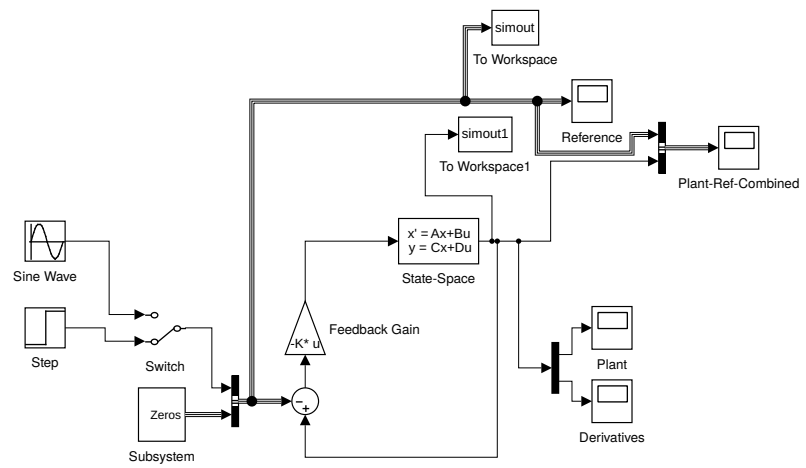 simout
To Workspace
Reference
simout1
To Workspace1
Plant-Ref-Combined
x' = Ax+Bu
y = Cx+Du
State-Space
Sine Wave
Feedback Gain
-K* u
Step
Switch
Plant
Zeros
− +
Subsystem
Derivatives